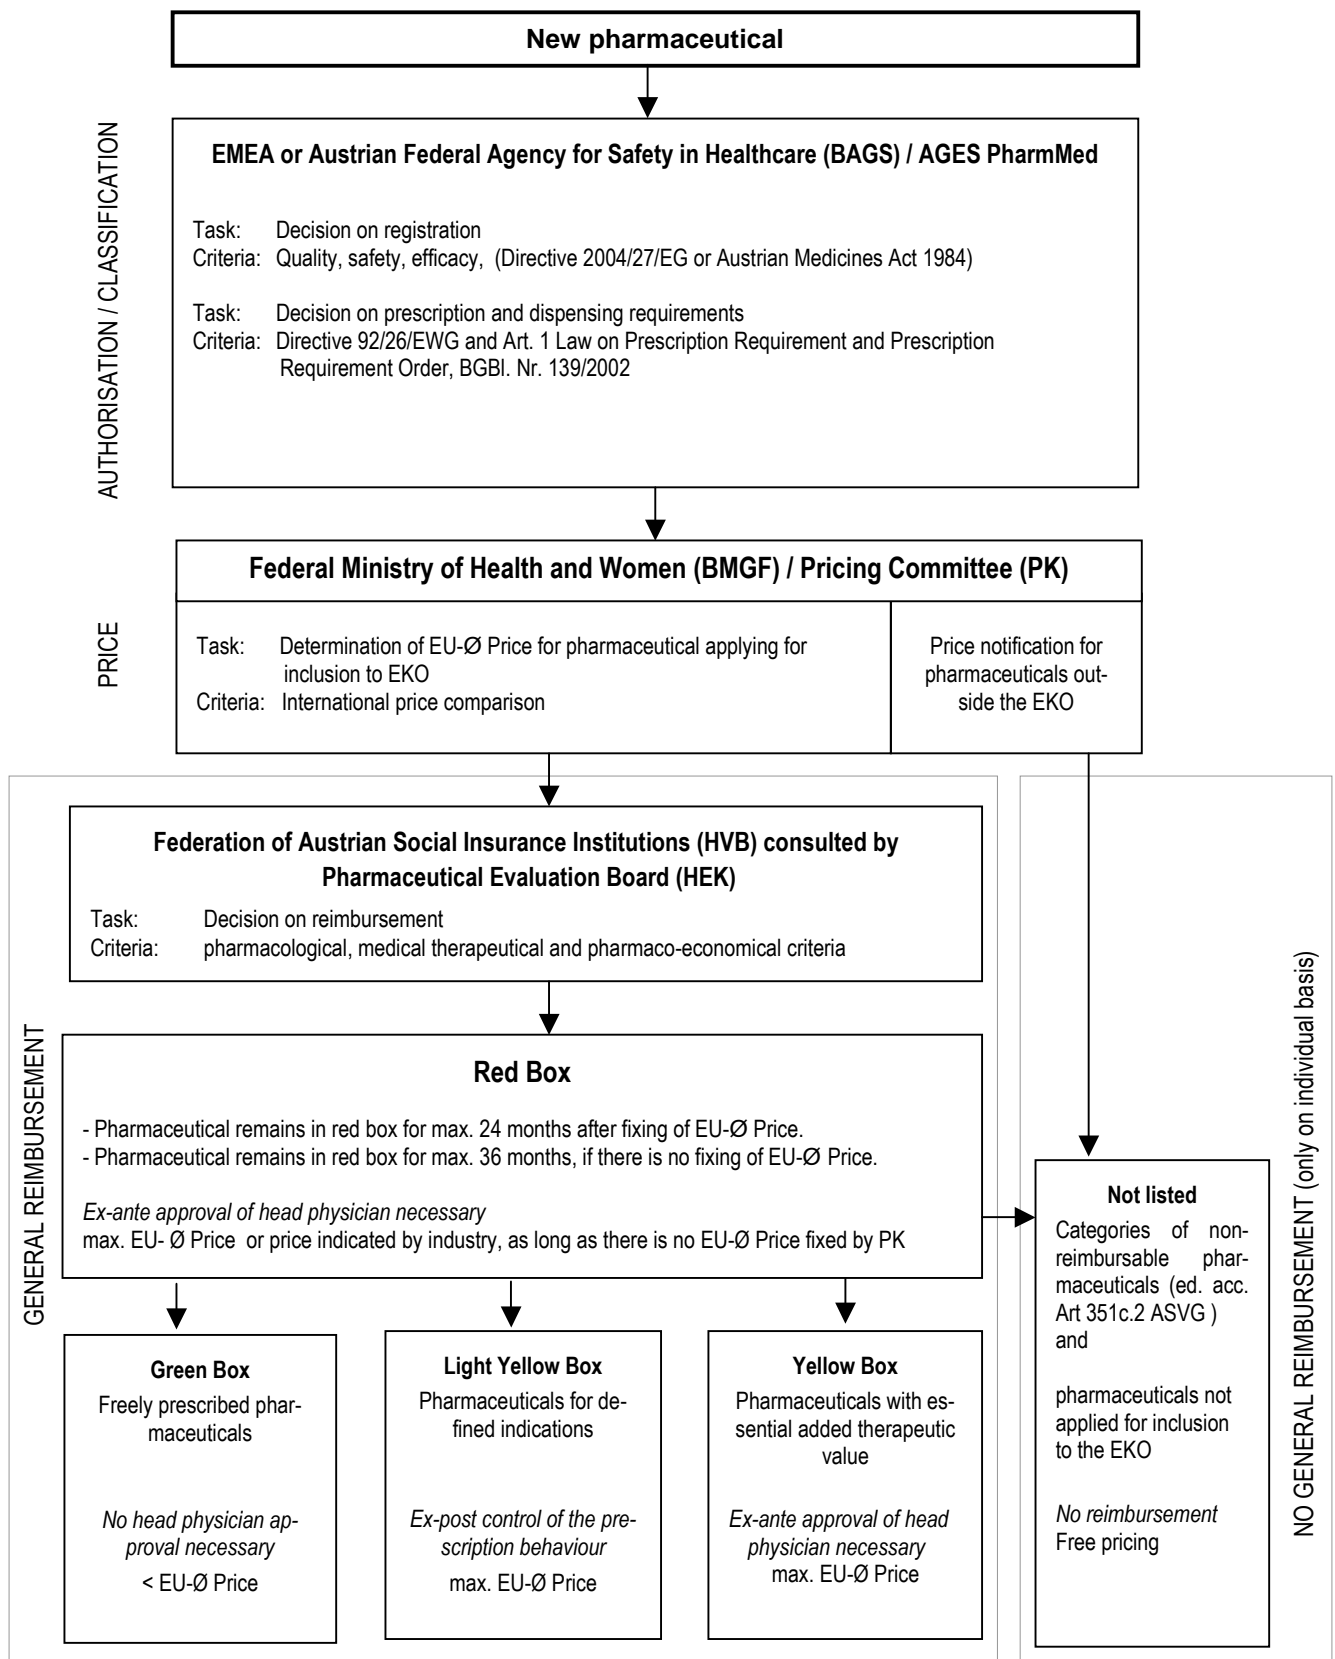 New pharmaceutical
AUTHORISATION / CLASSIFICATION
EMEA or Austrian Federal Agency for Safety in Healthcare (BAGS) / AGES PharmMed
Task: Decision on registration
Criteria: Quality, safety, efficacy, (Directive 2004/27/EG or Austrian Medicines Act 1984)
Task: Decision on prescription and dispensing requirements
Criteria: Directive 92/26/EWG and Art. 1 Law on Prescription Requirement and Prescription
Requirement Order, BGBl. Nr. 139/2002
PRICE
Federal Ministry of Health and Women (BMGF) / Pricing Committee (PK)
Task: Determination of EU-Ø Price for pharmaceutical applying for
inclusion to EKO
Criteria: International price comparison
Price notification for
pharmaceuticals out-
side the EKO
GENERAL REIMBURSEMENT
Federation of Austrian Social Insurance Institutions (HVB) consulted by
Pharmaceutical Evaluation Board (HEK)
Task: Decision on reimbursement
Criteria: pharmacological, medical therapeutical and pharmaco-economical criteria
Red Box
- Pharmaceutical remains in red box for max. 24 months after fixing of EU-Ø Price.
- Pharmaceutical remains in red box for max. 36 months, if there is no fixing of EU-Ø Price.
Ex-ante approval of head physician necessary
max. EU- Ø Price or price indicated by industry, as long as there is no EU-Ø Price fixed by PK
Green Box
Freely prescribed phar-
maceuticals
No head physician ap-
proval necessary
< EU-Ø Price
Light Yellow Box
Pharmaceuticals for de-
fined indications
Ex-post control of the pre-
scription behaviour
max. EU-Ø Price
Yellow Box
Pharmaceuticals with es-
sential added therapeutic
value
Ex-ante approval of head
physician necessary
max. EU-Ø Price
NO GENERAL REIMBURSEMENT (only on individual basis)
Not listed
Categories of non-
reimbursable phar-
maceuticals (ed. acc.
Art 351c.2 ASVG )
and
pharmaceuticals not
applied for inclusion
to the EKO
No reimbursement
Free pricing